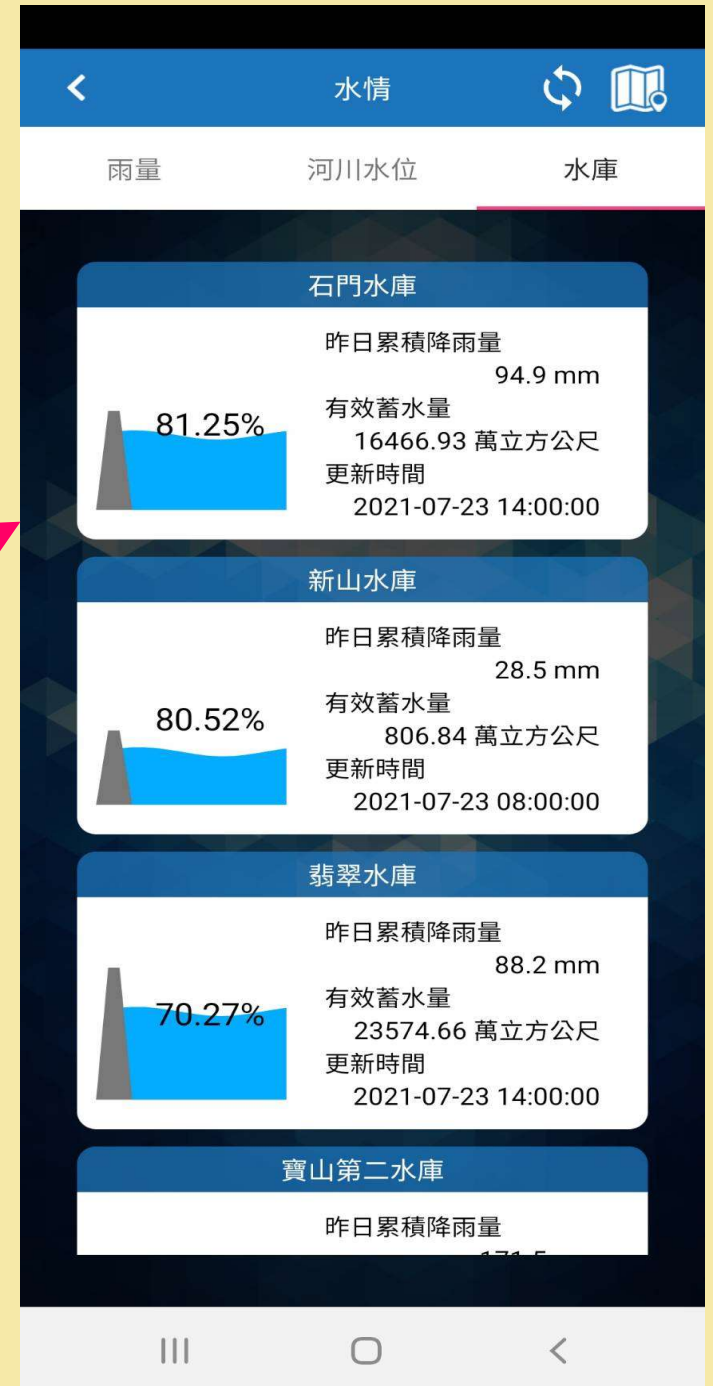 水情
雨量 河川水位 水庫
石門水庫
81.25%
昨日累積降雨量
94.9 mm
有效蓄水量
16466.93 萬立方公尺
更新時間
2021-07-23 14:00:00
新山水庫
80.52%
昨日累積降雨量
28.5 mm
有效蓄水量
806.84 萬立方公尺
更新時間
2021-07-23 08:00:00
翡翠水庫
70.27%
昨日累積降雨量
88.2 mm
有效蓄水量
23574.66 萬立方公尺
更新時間
2021-07-23 14:00:00
寶山第二水庫
昨日累積降雨量